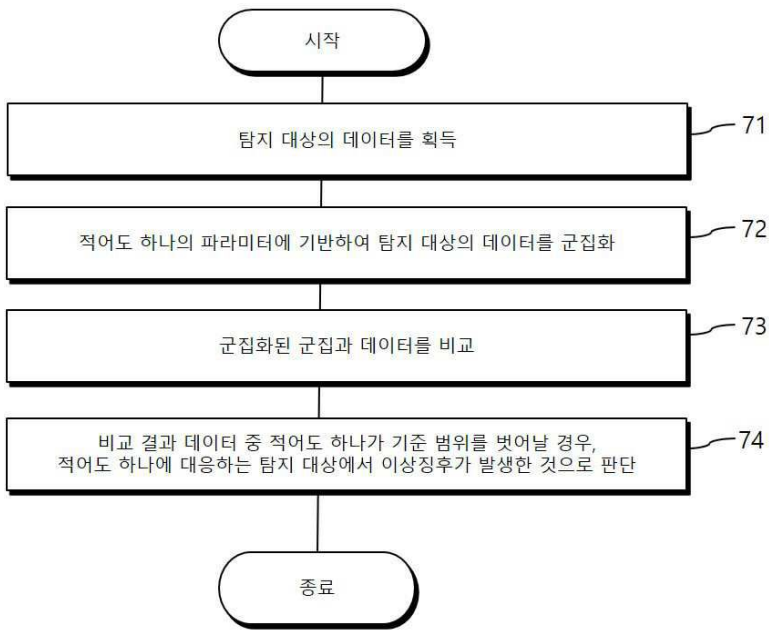 시작
탐지 대상의 데이터를 획득
71
적어도 하나의 파라미터에 기반하여 탐지 대상의 데이터를 군집화
72
군집화된 군집과 데이터를 비교
73
비교 결과 데이터 중 적어도 하나가 기준 범위를 벗어날 경우,
적어도 하나에 대응하는 탐지 대상에서 이상징후가 발생한 것으로 판단
74
종료